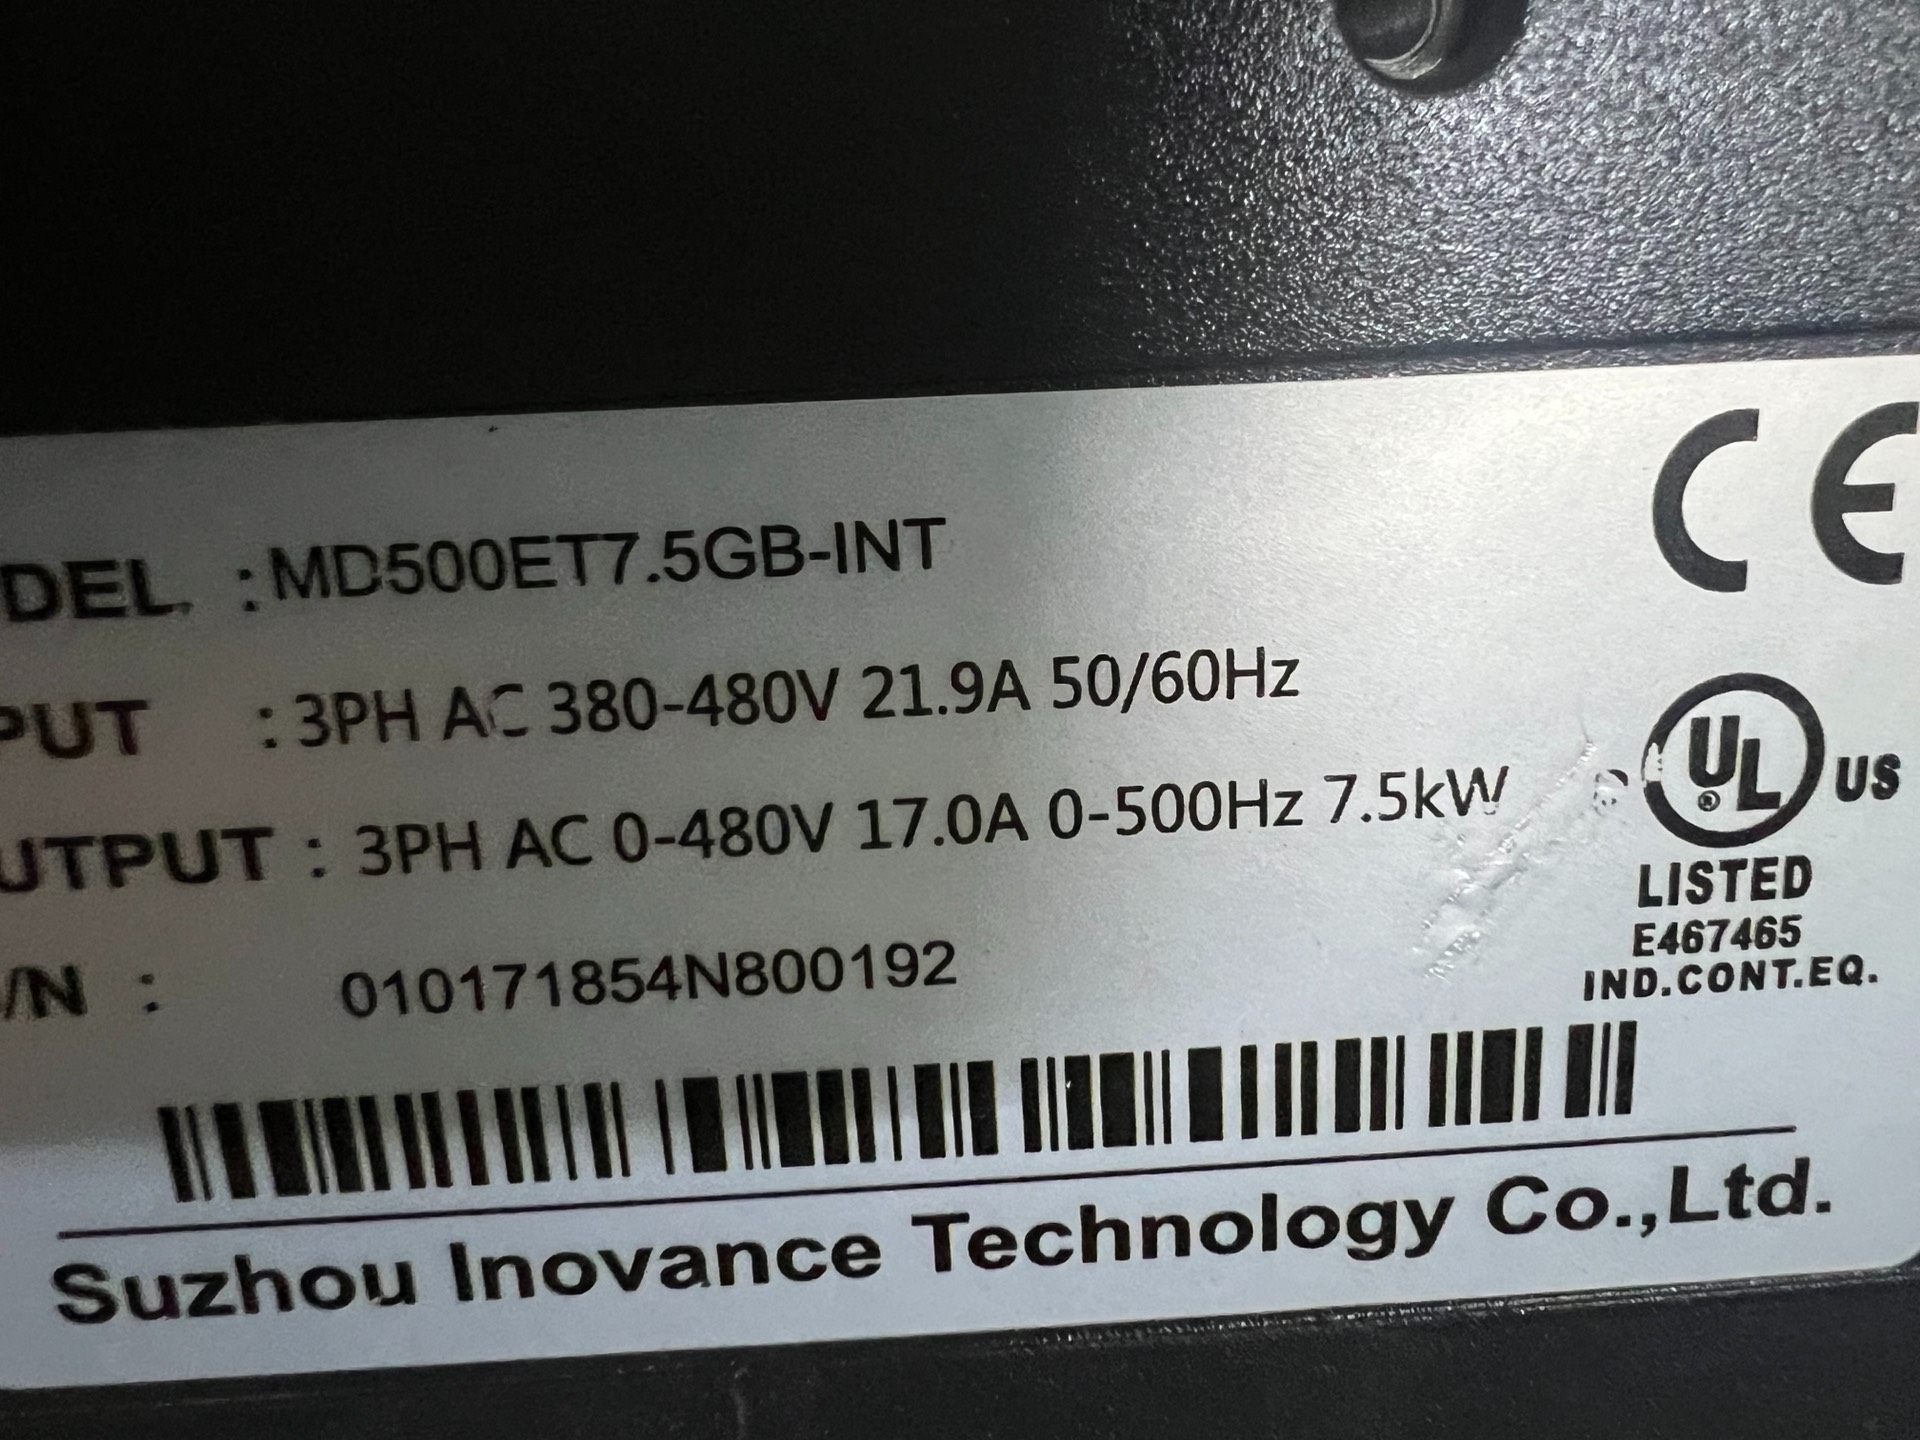 DEL :MD500ET7.5GB-INT
PUT :3PH AC 380-480V 21.9A 50/60Hz
UTPUT : 3PH AC 0-480V 17.0A 0-500Hz 7.5kW
/N : 010171854N800192
CE
UL US
®
LISTED
E467465
IND.CONT.EQ.
Suzhou Inovance Technology Co.,Ltd.